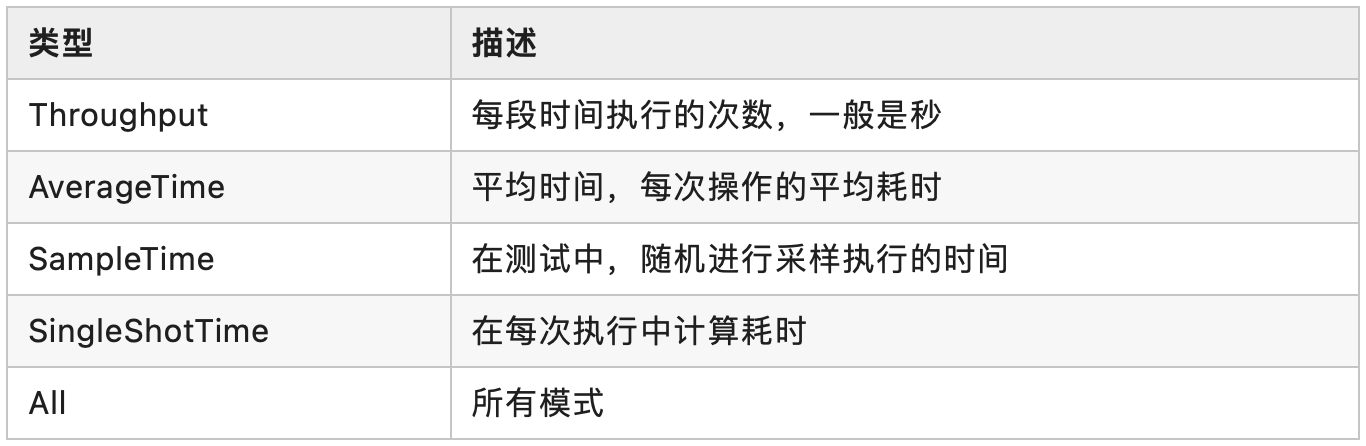 类型 描述
Throughput 每段时间执行的次数，一般是秒
AverageTime 平均时间，每次操作的平均耗时
SampleTime 在测试中，随机进行采样执行的时间
SingleShotTime 在每次执行中计算耗时
All 所有模式